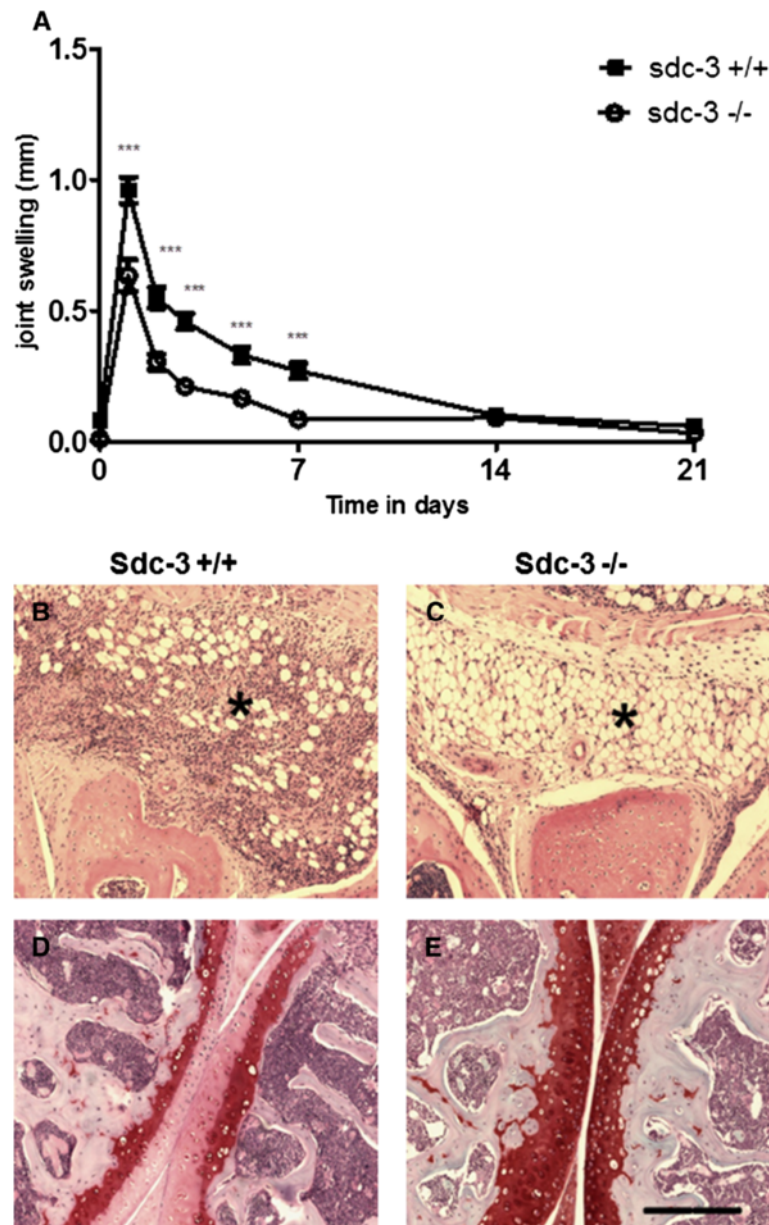 A
1.5
1.0
0.5
0.0
joint swelling (mm)
sdc-3 +/+
sdc-3 -/-
***
***
***
***
***
0 7 14 21
Time in days
Sdc-3 +/+ Sdc-3 -/-
B C
*
*
D E